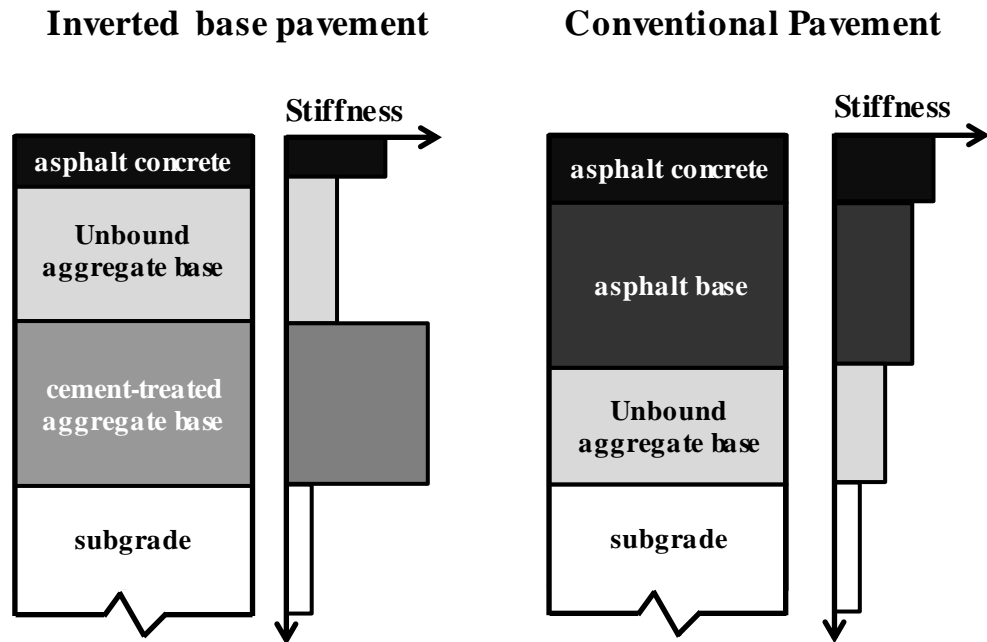 Inverted base pavement
Conventional Pavement
Stiffness
asphalt concrete
Unbound
aggregate base
cement-treated
aggregate base
subgrade
Stiffness
asphalt concrete
asphalt base
Unbound
aggregate base
subgrade